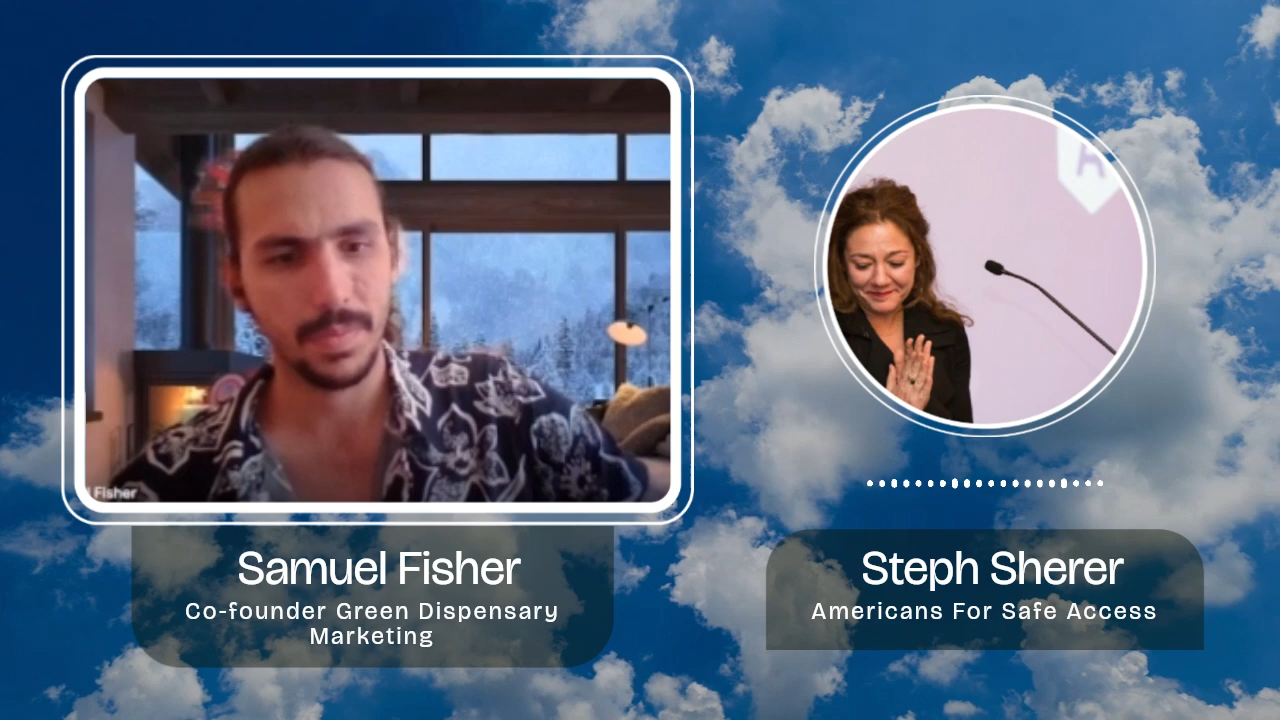 Fisher
Samuel Fisher
Co-founder Green Dispensary
Marketing
Steph Sherer
Americans For Safe Access